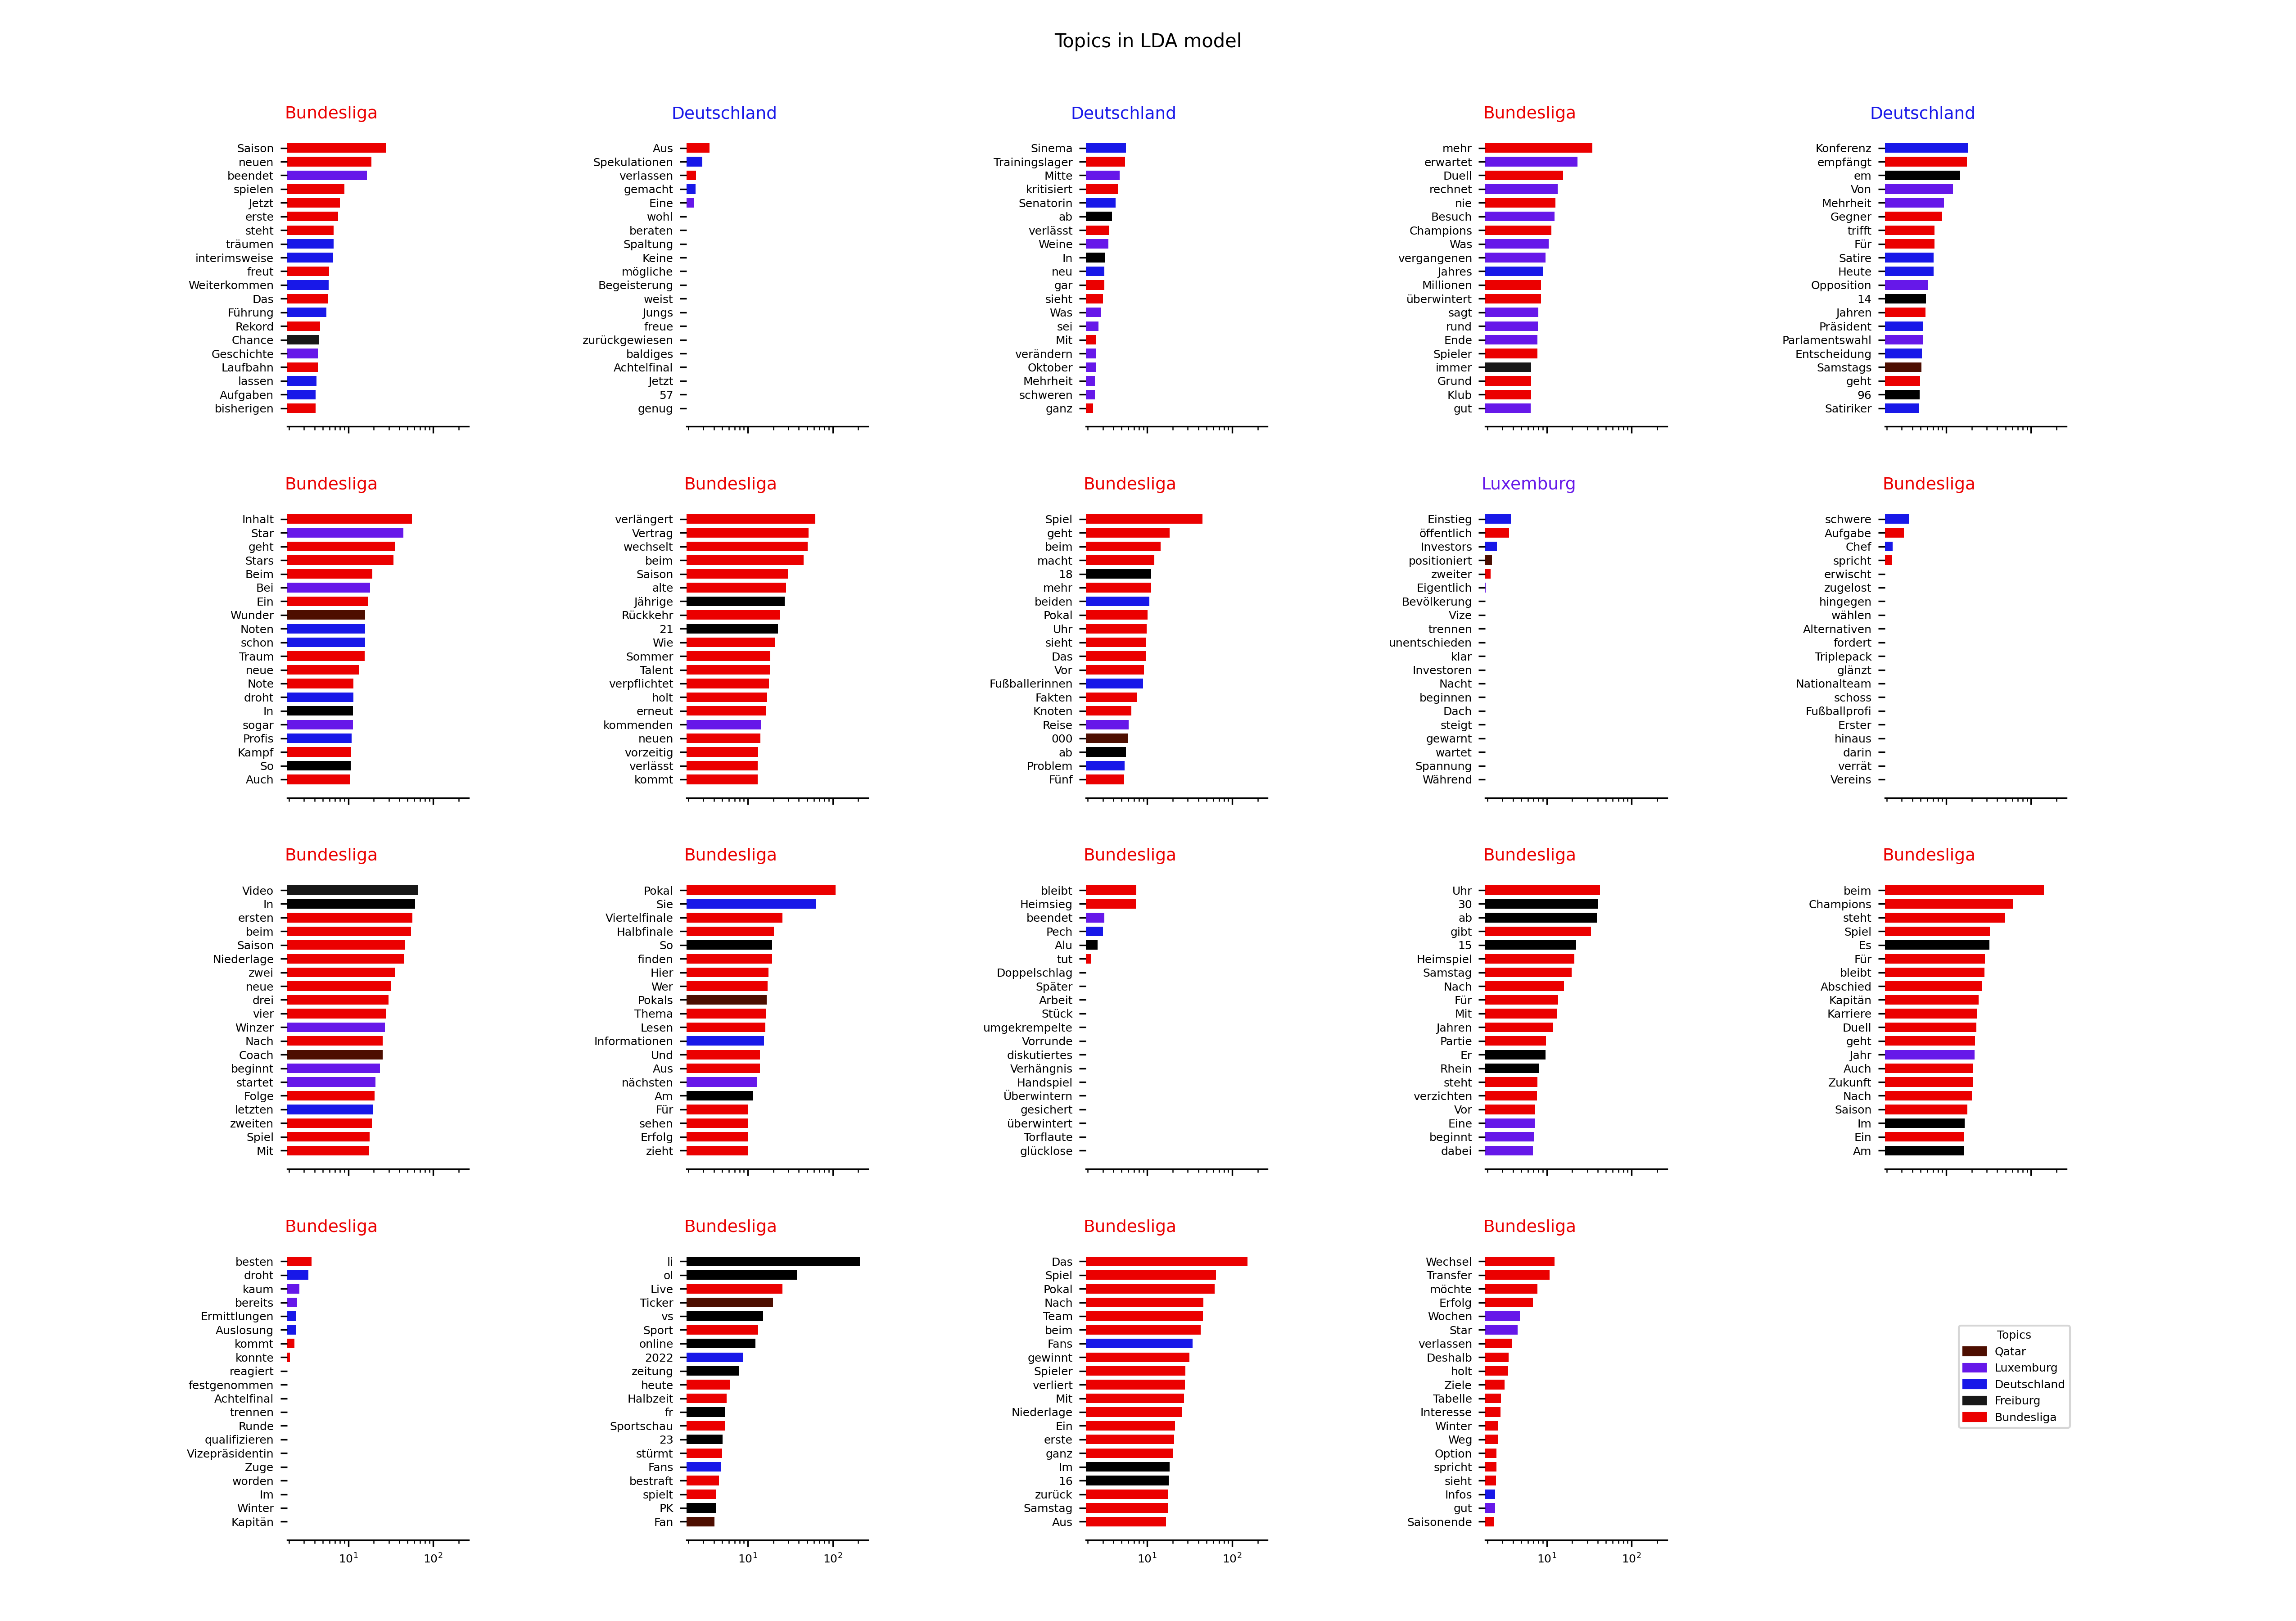 Topics in LDA model
Bundesliga
Saison
neuen
beendet
spielen
Jetzt
erste
steht
träumen
interimsweise
freut
Weiterkommen
Das
Führung
Rekord
Chance
Geschichte
Laufbahn
lassen
Aufgaben
bisherigen
Deutschland
Aus
Spekulationen
verlassen
gemacht
Eine
wohl
beraten
Spaltung
Keine
mögliche
Begeisterung
weist
Jungs
freue
zurückgewiesen
baldiges
Achtelfinal
Jetzt
57
genug
Deutschland
Sinema
Trainingslager
Mitte
kritisiert
Senatorin
ab
verlässt
Weine
In
neu
gar
sieht
Was
sei
Mit
verändern
Oktober
Mehrheit
schweren
ganz
Bundesliga
mehr
erwartet
Duell
rechnet
nie
Besuch
Champions
Was
vergangenen
Jahres
Millionen
überwintert
sagt
rund
Ende
Spieler
immer
Grund
Klub
gut
Deutschland
Konferenz
empfängt
em
Von
Mehrheit
Gegner
trifft
Für
Satire
Heute
Opposition
14
Jahren
Präsident
Parlamentswahl
Entscheidung
Samstags
geht
96
Satiriker
Bundesliga
Inhalt
Star
geht
Stars
Beim
Bei
Ein
Wunder
Noten
schon
Traum
neue
Note
droht
In
sogar
Profis
Kampf
So
Auch
Bundesliga
verlängert
Vertrag
wechselt
beim
Saison
alte
Jährige
Rückkehr
21
Wie
Sommer
Talent
verpflichtet
holt
erneut
kommenden
neuen
vorzeitig
verlässt
kommt
Bundesliga
Spiel
geht
beim
macht
18
mehr
beiden
Pokal
Uhr
sieht
Das
Vor
Fußballerinnen
Fakten
Knoten
Reise
000
ab
Problem
Fünf
Luxemburg
Einstieg
öffentlich
Investors
positioniert
zweiter
Eigentlich
Bevölkerung
Vize
trennen
unentschieden
klar
Investoren
Nacht
beginnen
Dach
steigt
gewarnt
wartet
Spannung
Während
Bundesliga
schwere
Aufgabe
Chef
spricht
erwischt
zugelost
hingegen
wählen
Alternativen
fordert
Triplepack
glänzt
Nationalteam
schoss
Fußballprofi
Erster
hinaus
darin
verrät
Vereins
Bundesliga
Video
In
ersten
beim
Saison
Niederlage
zwei
neue
drei
vier
Winzer
Nach
Coach
beginnt
startet
Folge
letzten
zweiten
Spiel
Mit
Bundesliga
Pokal
Sie
Viertelfinale
Halbfinale
So
finden
Hier
Wer
Pokals
Thema
Lesen
Informationen
Und
Aus
nächsten
Am
Für
sehen
Erfolg
zieht
Bundesliga
bleibt
Heimsieg
beendet
Pech
Alu
tut
Doppelschlag
Später
Arbeit
Stück
umgekrempelte
Vorrunde
diskutiertes
Verhängnis
Handspiel
Überwintern
gesichert
überwintert
Torflaute
glücklose
Bundesliga
Uhr
30
ab
gibt
15
Heimspiel
Samstag
Nach
Für
Mit
Jahren
Partie
Er
Rhein
steht
verzichten
Vor
Eine
beginnt
dabei
Bundesliga
beim
Champions
steht
Spiel
Es
Für
bleibt
Abschied
Kapitän
Karriere
Duell
geht
Jahr
Auch
Zukunft
Nach
Saison
Im
Ein
Am
Bundesliga
besten
droht
kaum
bereits
Ermittlungen
Auslosung
kommt
konnte
reagiert
festgenommen
Achtelfinal
trennen
Runde
qualifizieren
Vizepräsidentin
Zuge
worden
Im
Winter
Kapitän
10¹ 10²
Bundesliga
li
ol
Live
Ticker
vs
Sport
online
2022
zeitung
heute
Halbzeit
fr
Sportschau
23
stürmt
Fans
bestraft
spielt
PK
Fan
10¹ 10²
Bundesliga
Das
Spiel
Pokal
Nach
Team
beim
Fans
gewinnt
Spieler
verliert
Mit
Niederlage
Ein
erste
ganz
Im
16
zurück
Samstag
Aus
10¹ 10²
Bundesliga
Wechsel
Transfer
möchte
Erfolg
Wochen
Star
verlassen
Deshalb
holt
Ziele
Tabelle
Interesse
Winter
Weg
Option
spricht
sieht
Infos
gut
Saisonende
10¹ 10²
Topics
Qatar
Luxemburg
Deutschland
Freiburg
Bundesliga